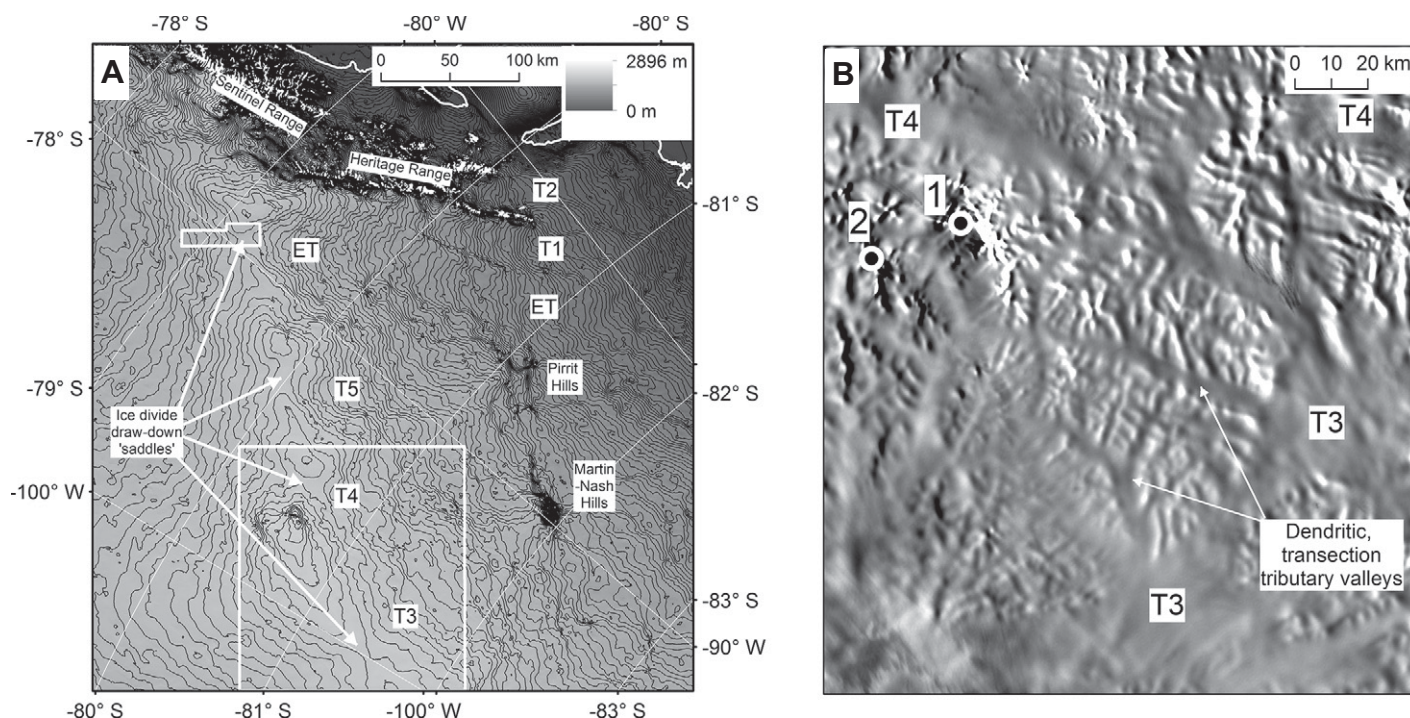 -78° S
-80° W
-80° S
A
0 50 100 km
2896 m
0 m
Sentinel Range
Heritage Range
-78° S
T2
-81° S
T1
ET
ET
Pirrit
Hills
-79° S
T5
-82° S
Ice divide
draw-down
'saddles'
Martin
-Nash
Hills
-100° W
T4
T3
-83° S
-90° W
-80° S
-81° S
-100° W
-83° S
B
0 10 20 km
T4
T4
1
2
T3
Dendritic,
transection
tributary valleys
T3